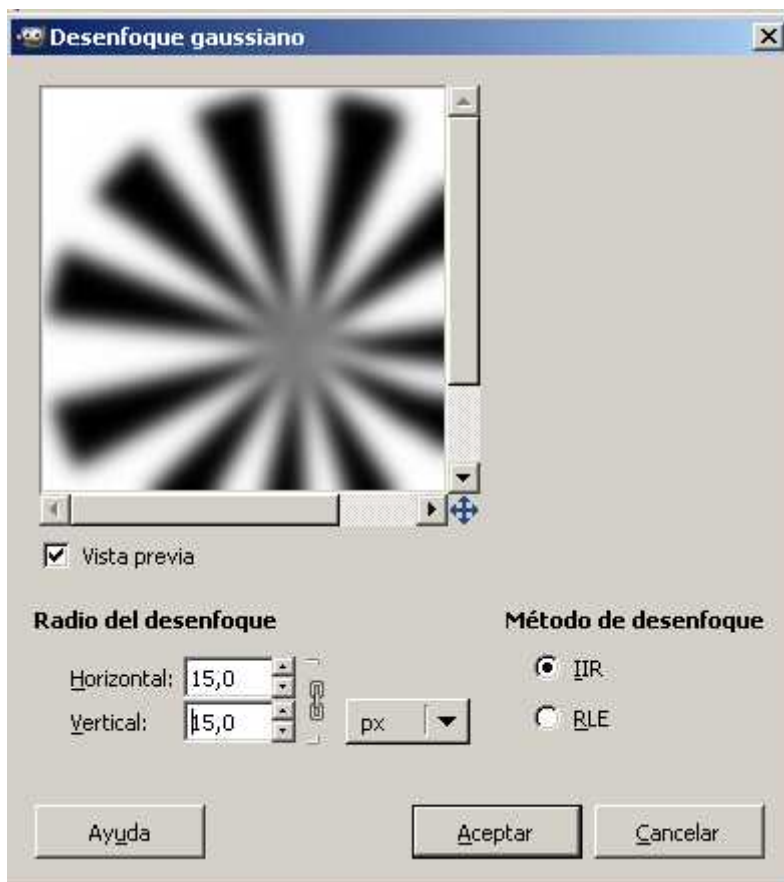 Desenfoque gaussiano
Vista previa
Radio del desenfoque
Método de desenfoque
Horizontal: 15,0
IIR
Vertical: 15,0
px
RLE
Ayuda
Aceptar
Cancelar